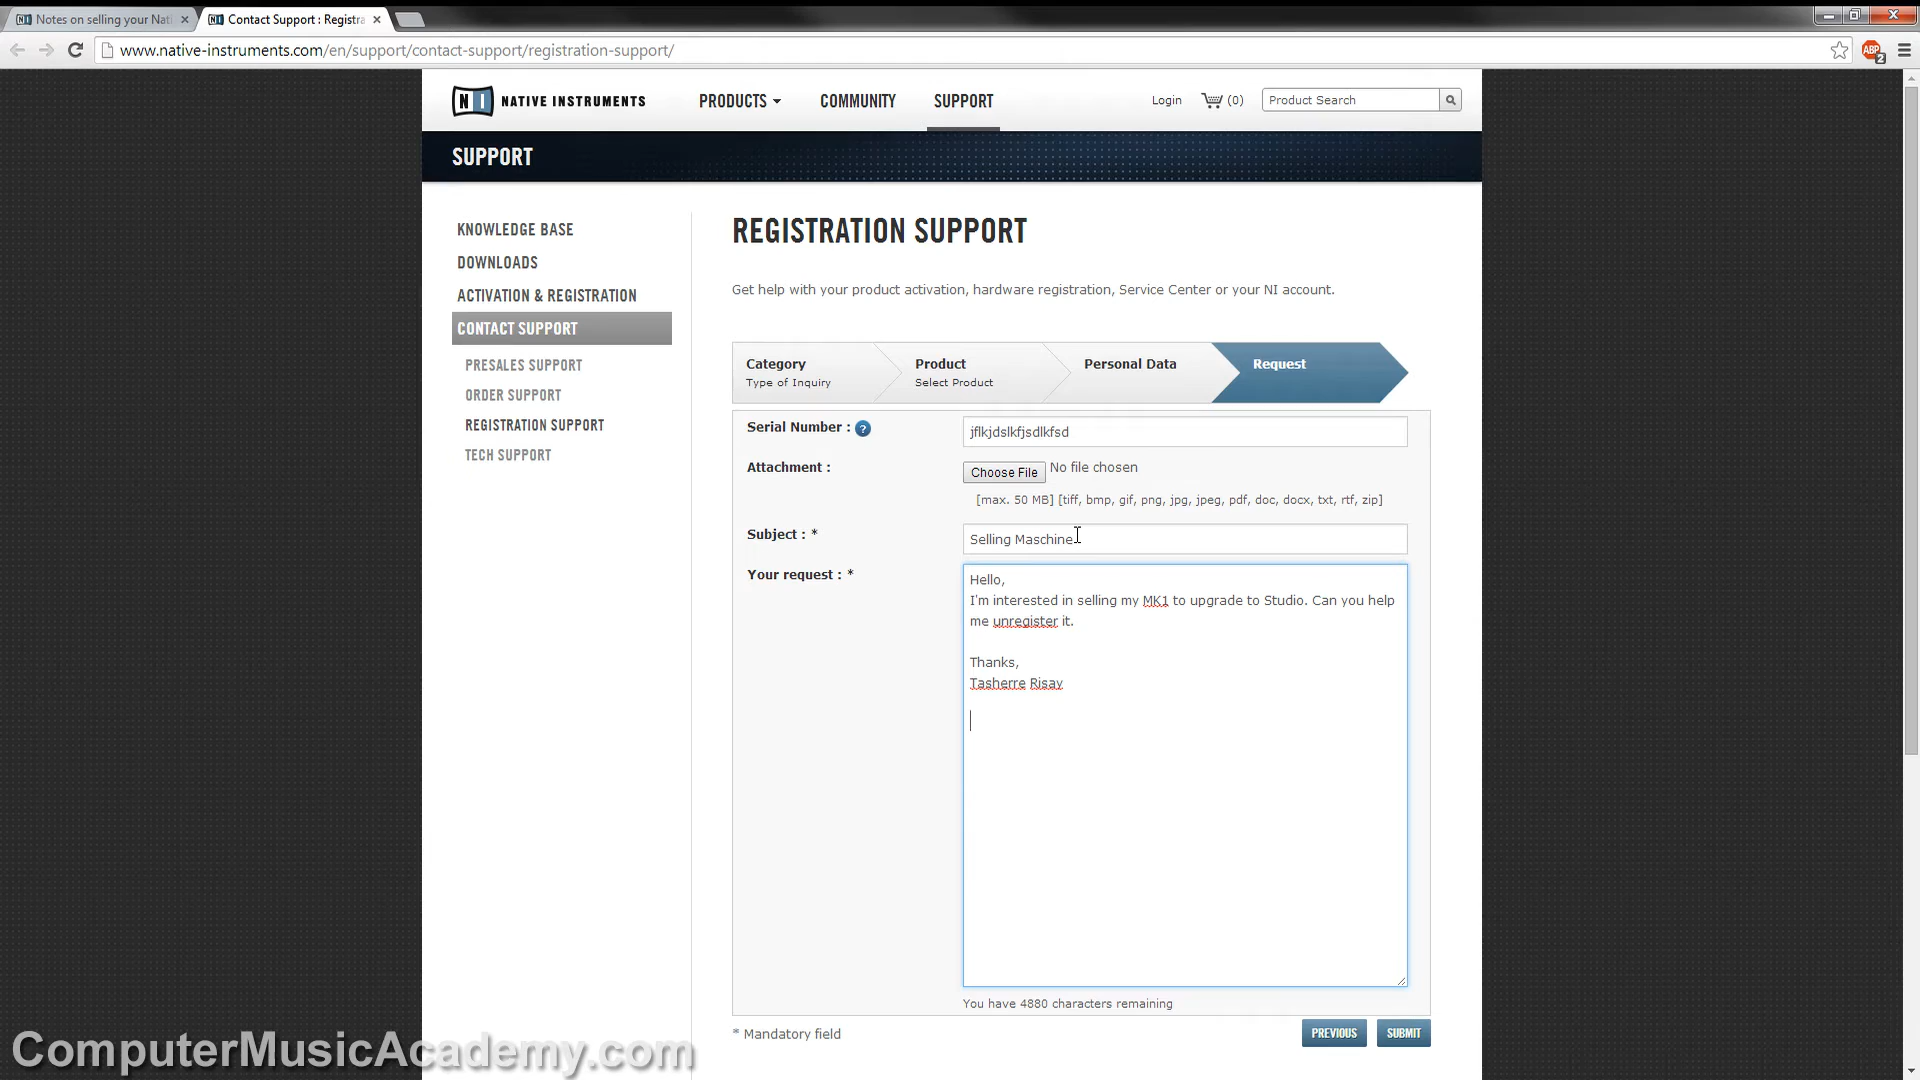 Notes on selling your Nati
Contact Support : Registra
www.native-instruments.com/en/support/contact-support/registration-support/
ABP
2
NI NATIVE INSTRUMENTS
PRODUCTS
COMMUNITY
SUPPORT
Login
(0)
Product Search
SUPPORT
KNOWLEDGE BASE
DOWNLOADS
ACTIVATION & REGISTRATION
CONTACT SUPPORT
PRESALES SUPPORT
ORDER SUPPORT
REGISTRATION SUPPORT
TECH SUPPORT
REGISTRATION SUPPORT
Get help with your product activation, hardware registration, Service Center or your NI account.
Category
Type of Inquiry
Product
Select Product
Personal Data
Request
Serial Number : ?
jflkjdslkfjsdlkfsd
Attachment :
Choose File No file chosen
[max. 50 MB] [tiff, bmp, gif, png, jpg, jpeg, pdf, doc, docx, txt, rtf, zip]
Subject : *
Selling Maschine
Your request : *
Hello,
I'm interested in selling my MK1 to upgrade to Studio. Can you help
me unregister it.
Thanks,
Tasherre Risay
You have 4880 characters remaining
* Mandatory field
PREVIOUS
SUBMIT
ComputerMusicAcademy.com